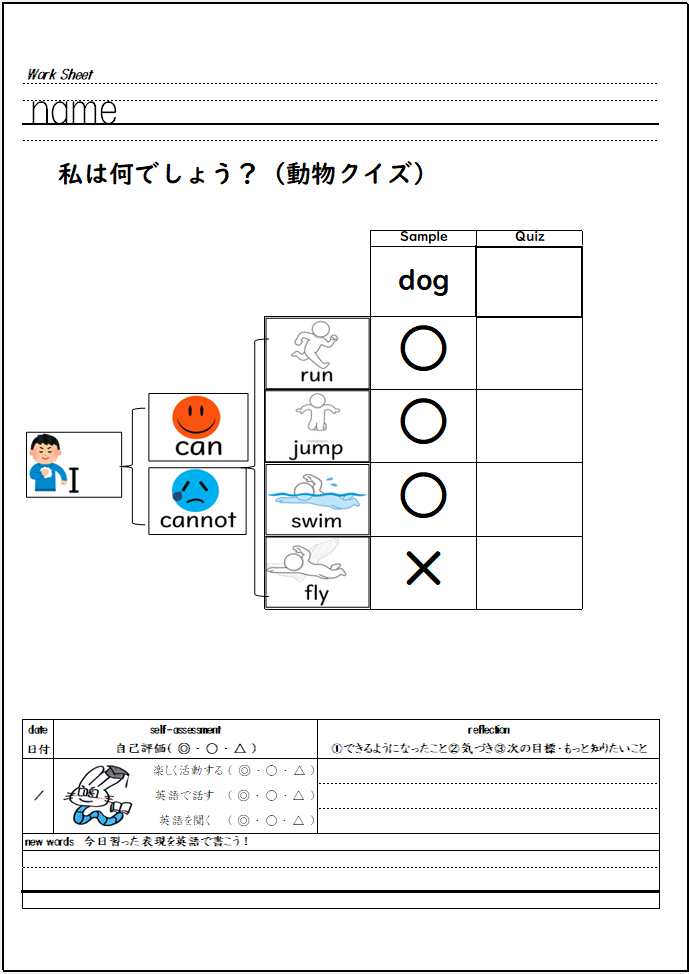 Work Sheet
name
私は何でしょう？（動物クイズ）
Sample Quiz
dog
run 〇
jump 〇
swim 〇
fly ×
can
I
cannot
date self-assessment reflection
日付 自己評価( ◎・〇・△ ) ①できるようになったこと②気づき③次の目標・もっと知りたいこと
楽しく活動する ( ◎・〇・△ )
/ 英語で話す ( ◎・〇・△ )
英語を聞く ( ◎・〇・△ )
new words 今日習った表現を英語で書こう！